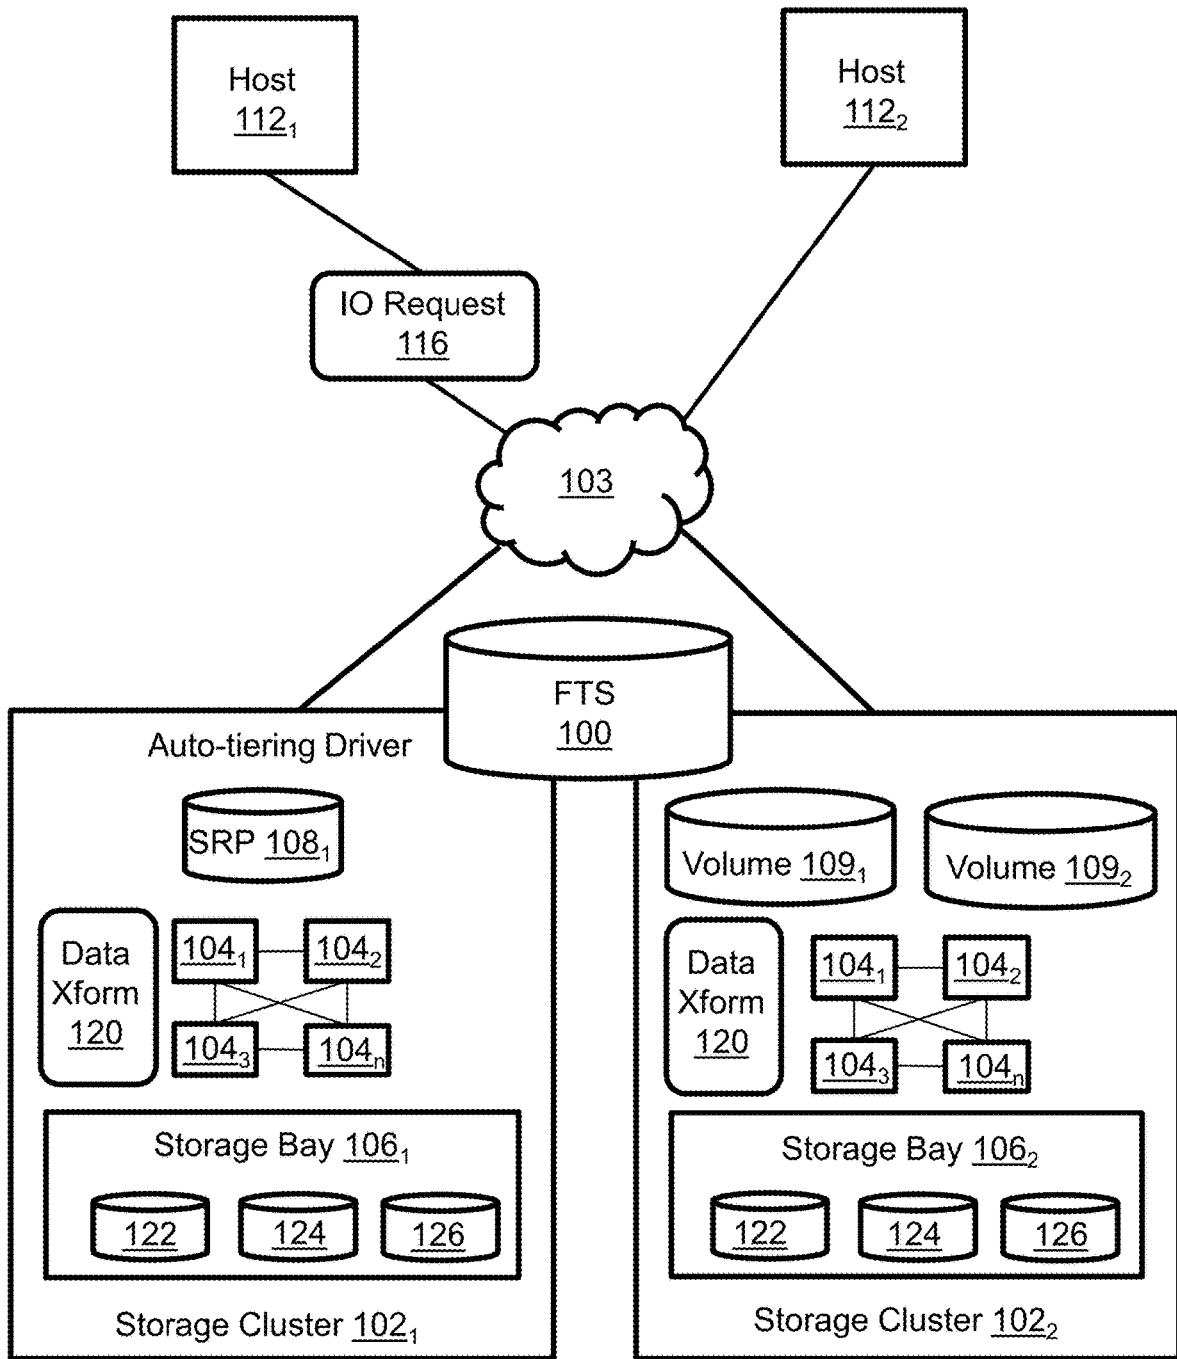 Host
112₁
Host
112₂
IO Request
116
103
FTS
100
Auto-tiering Driver
SRP 108₁
Data
Xform
120
104₁
104₂
104₃
104ₙ
Storage Bay 106₁
122
124
126
Storage Cluster 102₁
Volume 109₁
Volume 109₂
Data
Xform
120
104₁
104₂
104₃
104ₙ
Storage Bay 106₂
122
124
126
Storage Cluster 102₂